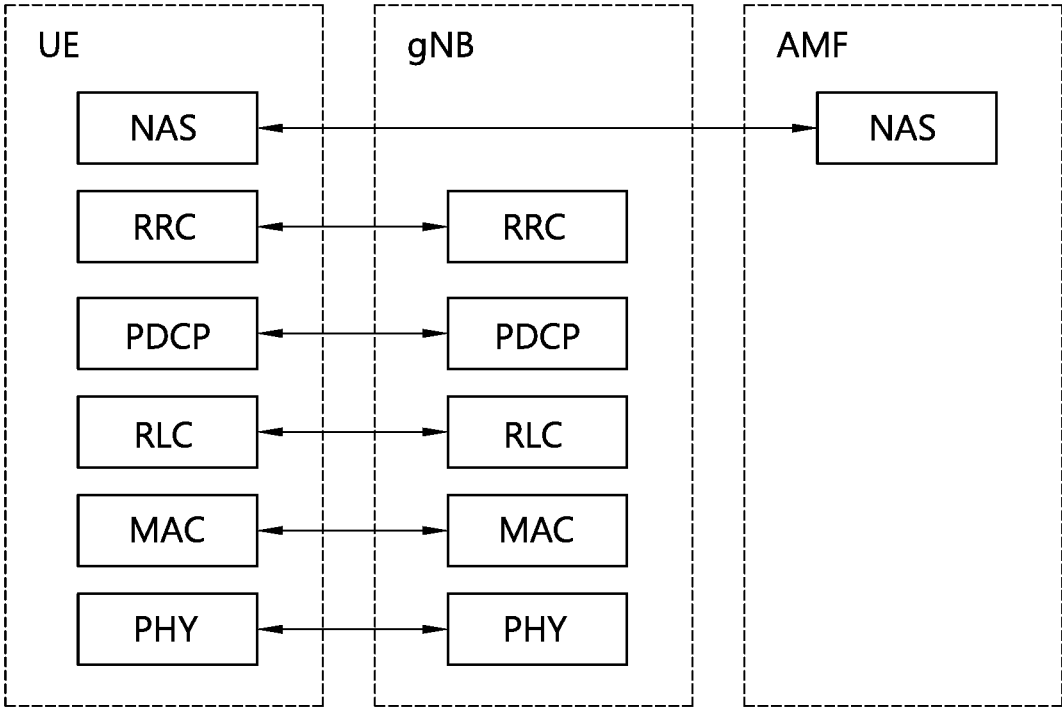 UE gNB AMF
NAS NAS
RRC RRC
PDCP PDCP
RLC RLC
MAC MAC
PHY PHY